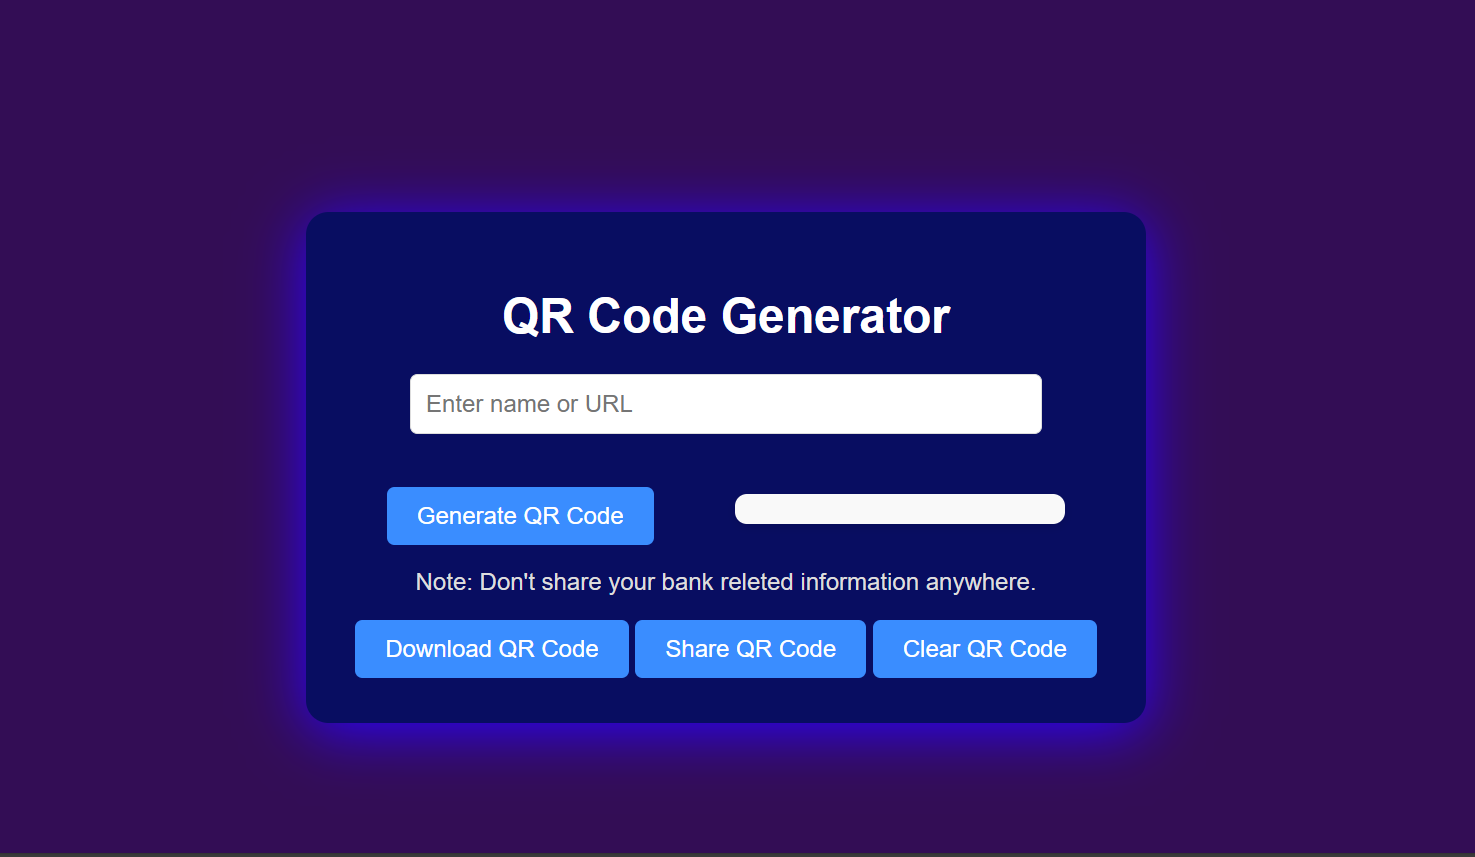 QR Code Generator
Enter name or URL
Generate QR Code
Note: Don't share your bank releted information anywhere.
Download QR Code
Share QR Code
Clear QR Code